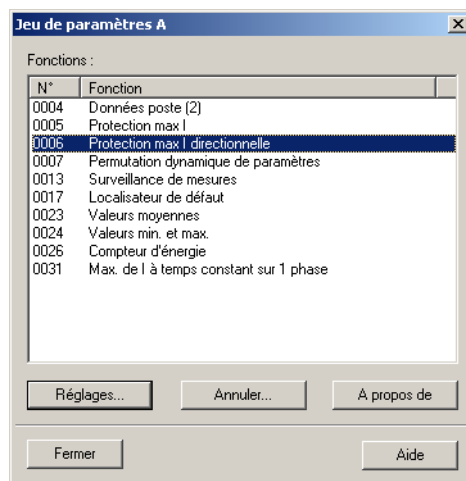 Jeu de paramètres A
Fonctions :
N° Fonction
0004 Données poste (2)
0005 Protection max I
0006 Protection max I directionnelle
0007 Permutation dynamique de paramètres
0013 Surveillance de mesures
0017 Localisateur de défaut
0023 Valeurs moyennes
0024 Valeurs min. et max.
0026 Compteur d'énergie
0031 Max. de I à temps constant sur 1 phase
Réglages... Annuler... A propos de
Fermer Aide